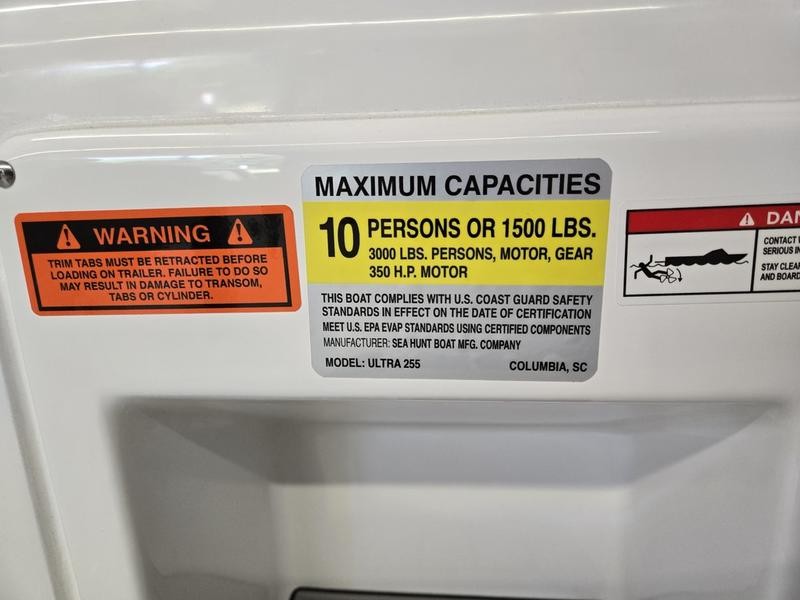 WARNING
TRIM TABS MUST BE RETRACTED BEFORE
LOADING ON TRAILER. FAILURE TO DO SO
MAY RESULT IN DAMAGE TO TRANSOM,
TABS OR CYLINDER.
MAXIMUM CAPACITIES
10 PERSONS OR 1500 LBS.
3000 LBS. PERSONS, MOTOR, GEAR
350 H.P. MOTOR
THIS BOAT COMPLIES WITH U.S. COAST GUARD SAFETY
STANDARDS IN EFFECT ON THE DATE OF CERTIFICATION
MEET U.S. EPA EVAP STANDARDS USING CERTIFIED COMPONENTS
MANUFACTURER: SEA HUNT BOAT MFG. COMPANY
MODEL: ULTRA 255 COLUMBIA, SC
DAN
CONTACT
SERIOUS IN
STAY CLEA
AND BOARD